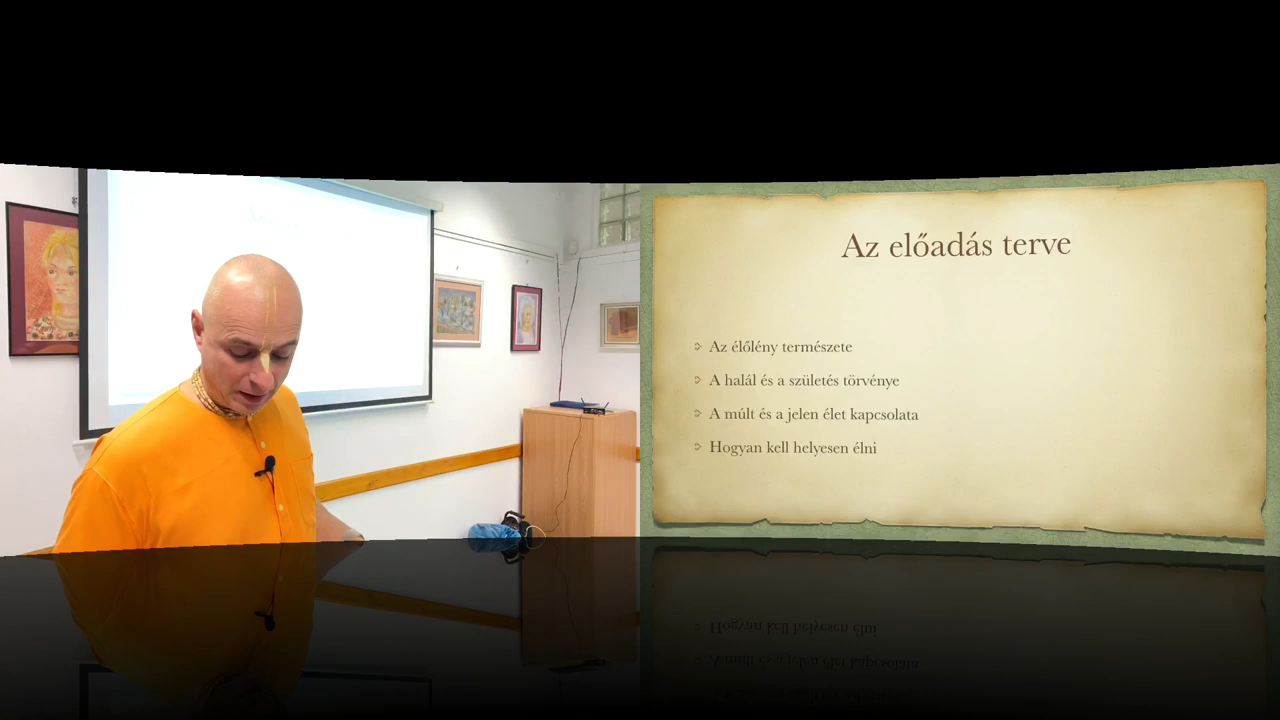 Az előadás terve
Az élőlény természete
A halál és a születés törvénye
A múlt és a jelen élet kapcsolata
Hogyan kell helyesen élni